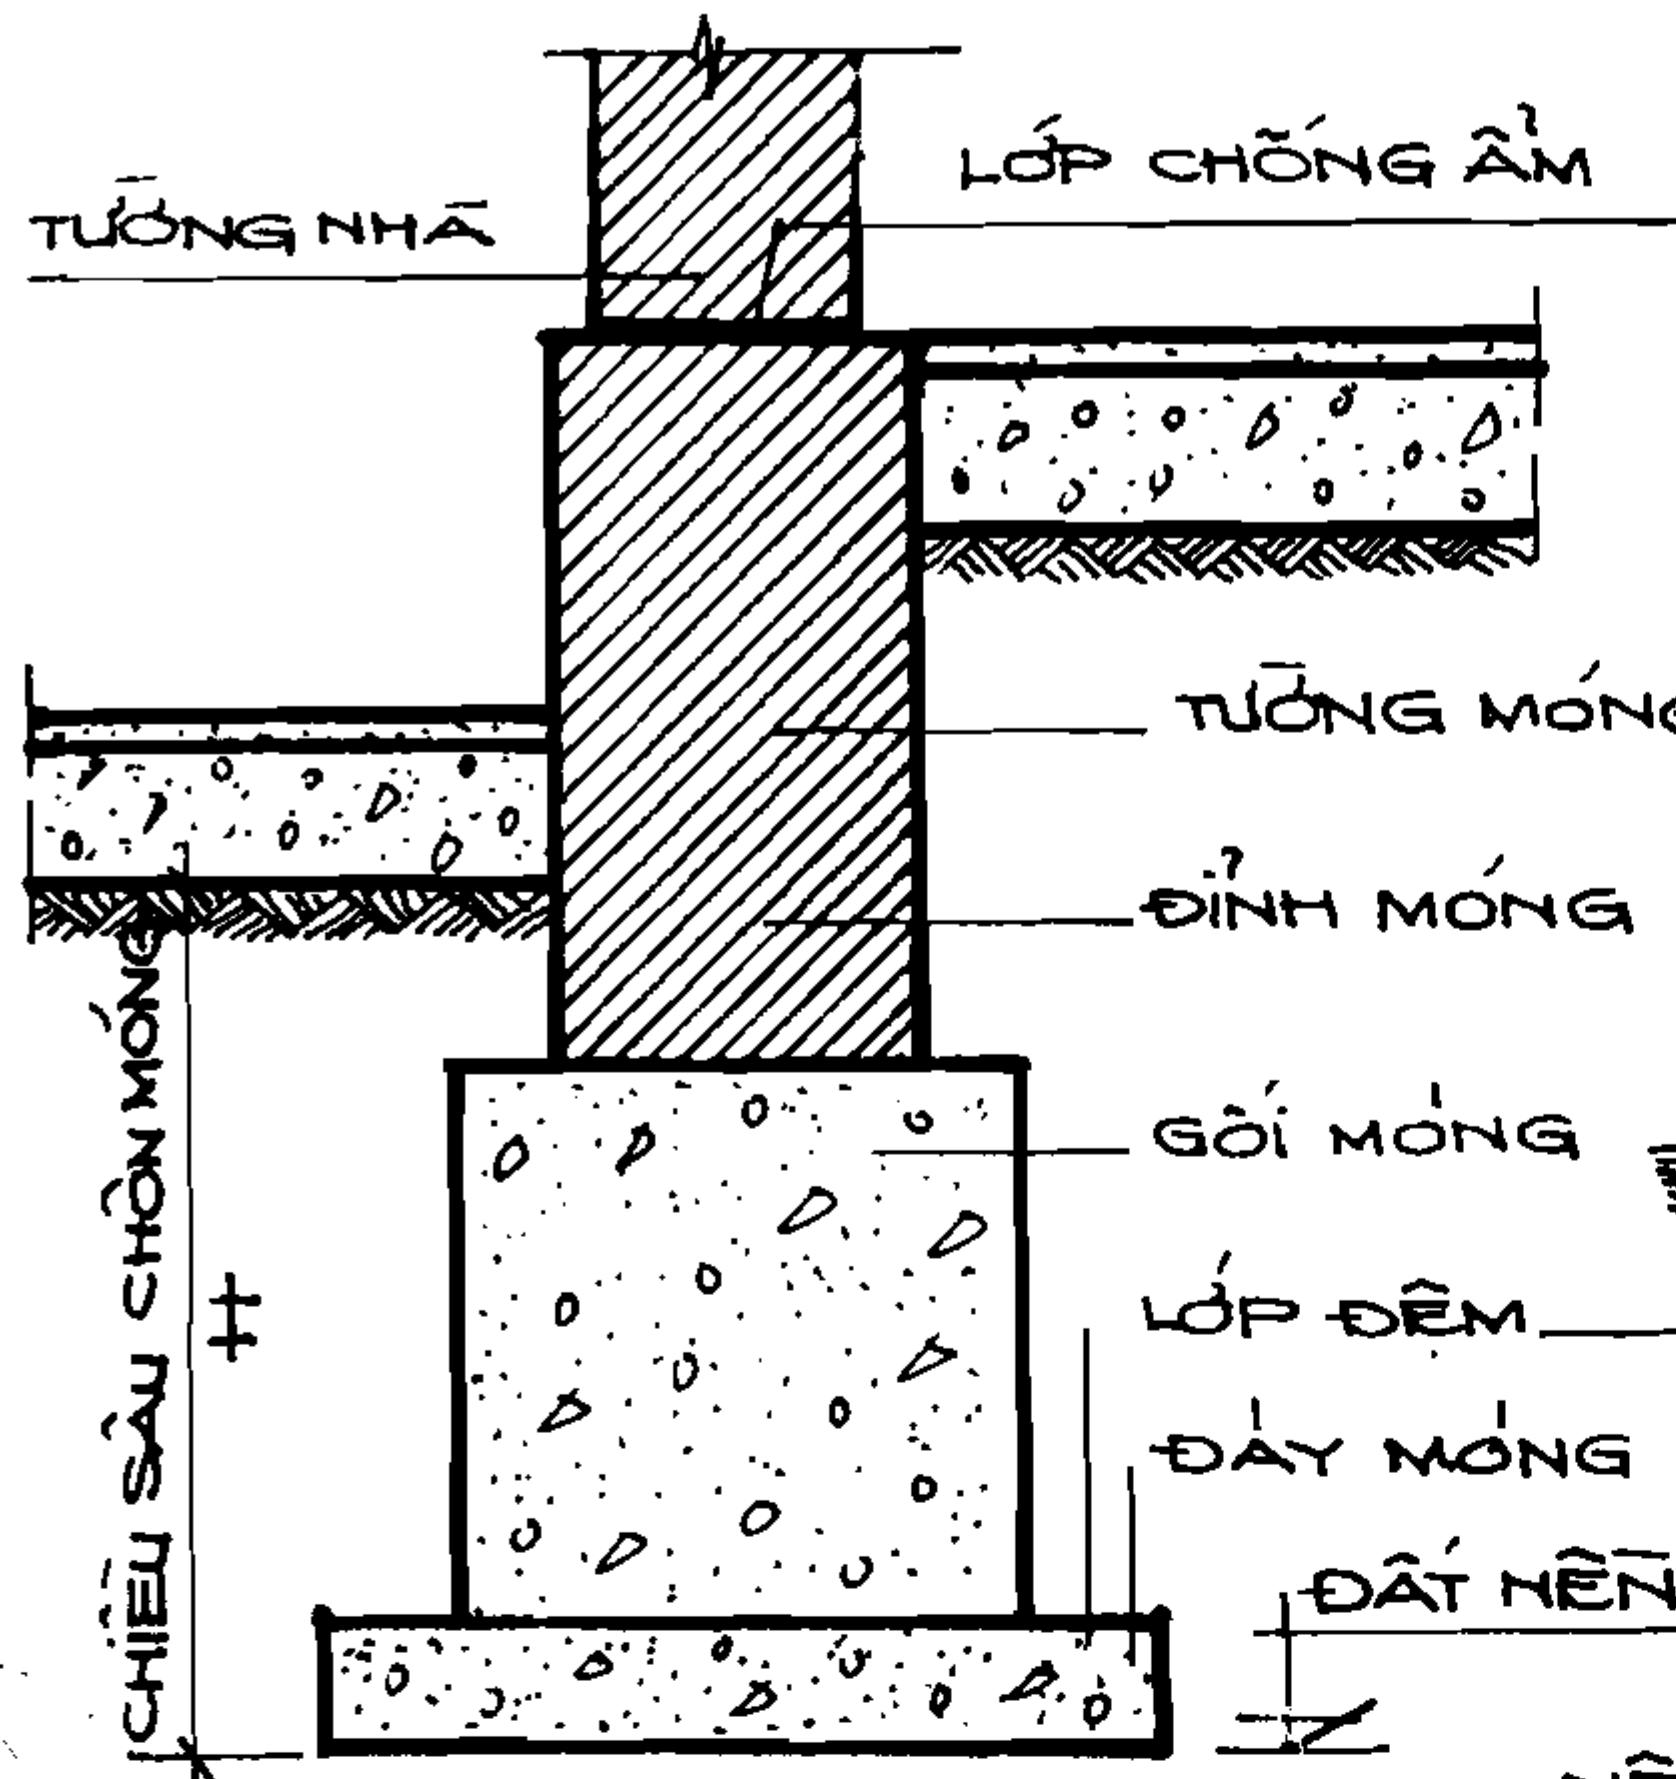 LỚP CHỐNG ẨM
TƯỜNG NHÀ
TƯỜNG MÓNG
ĐỈNH MÓNG
GỐI MÓNG
LỚP ĐỆM
ĐÁY MÓNG
ĐẤT NỀN
CHIỀU SÂU CHÔN MÓNG
H